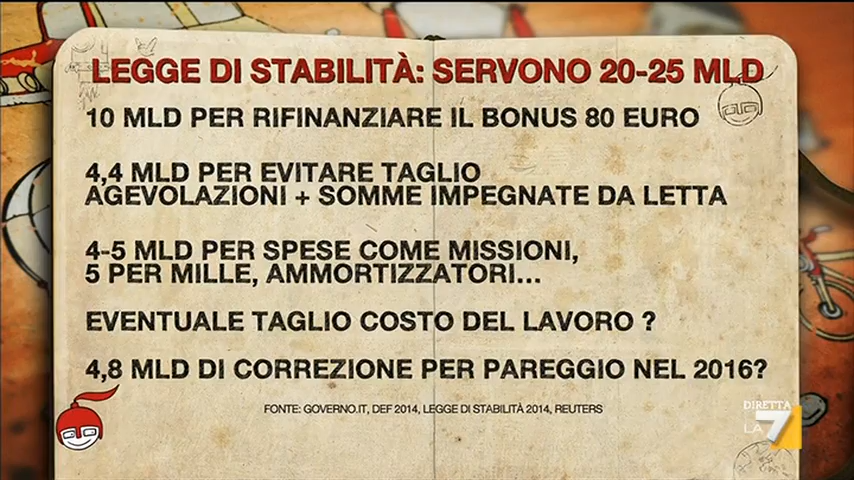 LEGGE DI STABILITÀ: SERVONO 20-25 MLD
10 MLD PER RIFINANZIARE IL BONUS 80 EURO
4,4 MLD PER EVITARE TAGLIO
AGEVOLAZIONI + SOMME IMPEGNATE DA LETTA
4-5 MLD PER SPESE COME MISSIONI,
5 PER MILLE, AMMORTIZZATORI...
EVENTUALE TAGLIO COSTO DEL LAVORO ?
4,8 MLD DI CORREZIONE PER PAREGGIO NEL 2016?
FONTE: GOVERNO.IT, DEF 2014, LEGGE DI STABILITÀ 2014, REUTERS
DIRETTA
LA 7